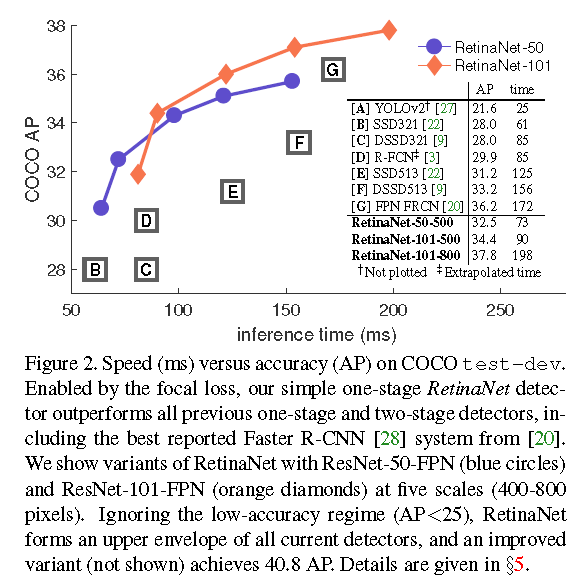 38
36
34
32
30
28
COCO AP
50
100
150
200
250
inference time (ms)
B
C
D
E
F
G
RetinaNet-50
RetinaNet-101
AP time
[A] YOLOv2† [27] 21.6 25
[B] SSD321 [22] 28.0 61
[C] DSSD321 [9] 28.0 85
[D] R-FCN‡ [3] 29.9 85
[E] SSD513 [22] 31.2 125
[F] DSSD513 [9] 33.2 156
[G] FPN FRCN [20] 36.2 172
RetinaNet-50-500 32.5 73
RetinaNet-101-500 34.4 90
RetinaNet-101-800 37.8 198
†Not plotted ‡Extrapolated time
Figure 2. Speed (ms) versus accuracy (AP) on COCO test-dev.
Enabled by the focal loss, our simple one-stage RetinaNet detec-
tor outperforms all previous one-stage and two-stage detectors, in-
cluding the best reported Faster R-CNN [28] system from [20].
We show variants of RetinaNet with ResNet-50-FPN (blue circles)
and ResNet-101-FPN (orange diamonds) at five scales (400-800
pixels). Ignoring the low-accuracy regime (AP<25), RetinaNet
forms an upper envelope of all current detectors, and an improved
variant (not shown) achieves 40.8 AP. Details are given in §5.